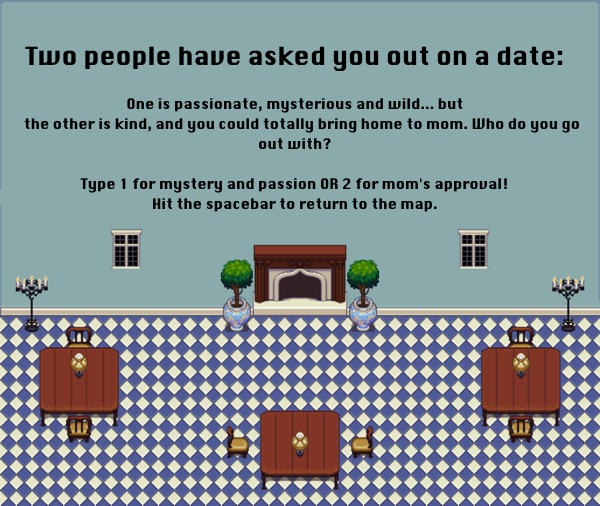 Two people have asked you out on a date:
One is passionate, mysterious and wild... but
the other is kind, and you could totally bring home to mom. Who do you go
out with?
Type 1 for mystery and passion OR 2 for mom's approval!
Hit the spacebar to return to the map.